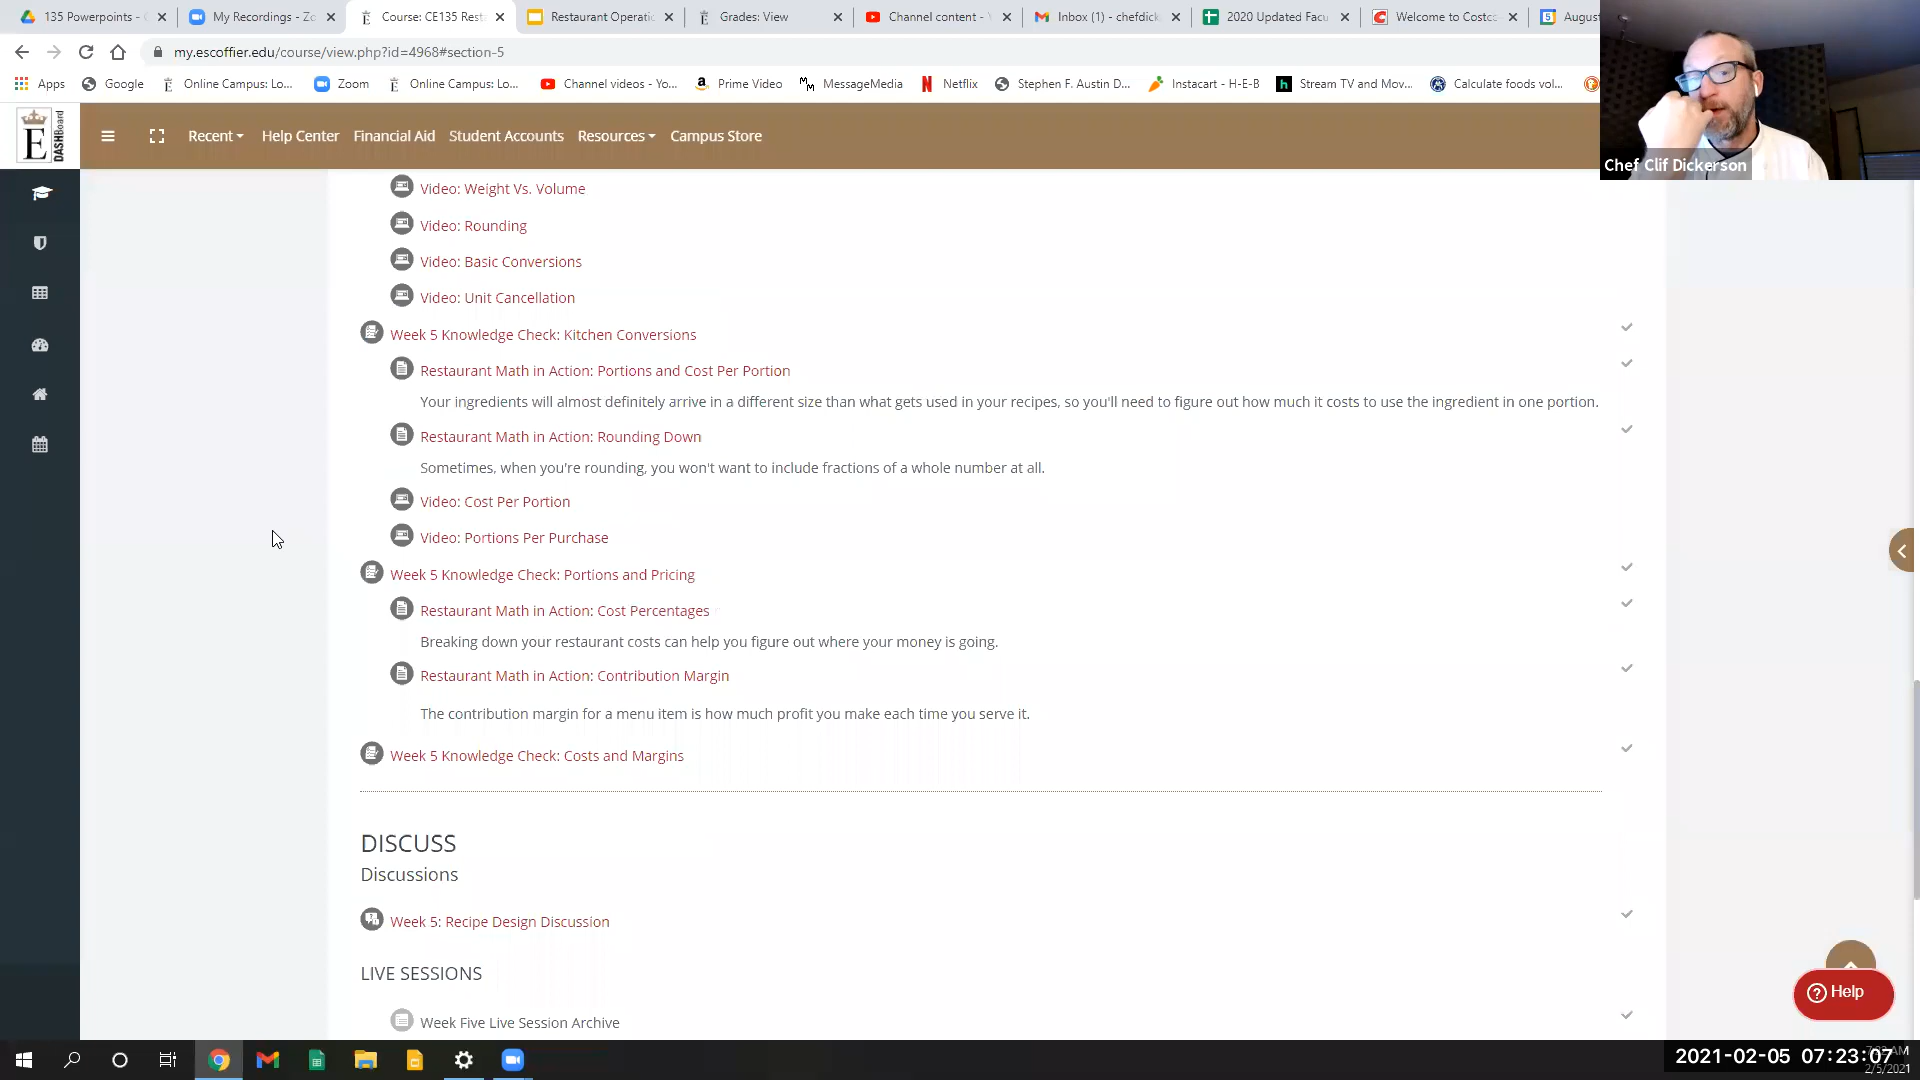 135 Powerpoints -
My Recordings - Zo
Course: CE135 Rest
Restaurant Operati
Grades: View
Channel content -
Inbox (1) - chefdick
2020 Updated Facu
Welcome to Costco
August
my.escoffier.edu/course/view.php?id=4968#section-5
Apps
Google
Online Campus: Lo...
Zoom
Online Campus: Lo...
Channel videos - Yo...
Prime Video
MessageMedia
Netflix
Stephen F. Austin D...
Instacart - H-E-B
Stream TV and Mov...
Calculate foods vol...
E DASHBoard
Recent
Help Center
Financial Aid
Student Accounts
Resources
Campus Store
Chef Clif Dickerson
Video: Weight Vs. Volume
Video: Rounding
Video: Basic Conversions
Video: Unit Cancellation
Week 5 Knowledge Check: Kitchen Conversions
Restaurant Math in Action: Portions and Cost Per Portion
Your ingredients will almost definitely arrive in a different size than what gets used in your recipes, so you'll need to figure out how much it costs to use the ingredient in one portion.
Restaurant Math in Action: Rounding Down
Sometimes, when you're rounding, you won't want to include fractions of a whole number at all.
Video: Cost Per Portion
Video: Portions Per Purchase
Week 5 Knowledge Check: Portions and Pricing
Restaurant Math in Action: Cost Percentages
Breaking down your restaurant costs can help you figure out where your money is going.
Restaurant Math in Action: Contribution Margin
The contribution margin for a menu item is how much profit you make each time you serve it.
Week 5 Knowledge Check: Costs and Margins
DISCUSS
Discussions
Week 5: Recipe Design Discussion
LIVE SESSIONS
Week Five Live Session Archive
Help
2021-02-05 07:23:07
2/5/2021